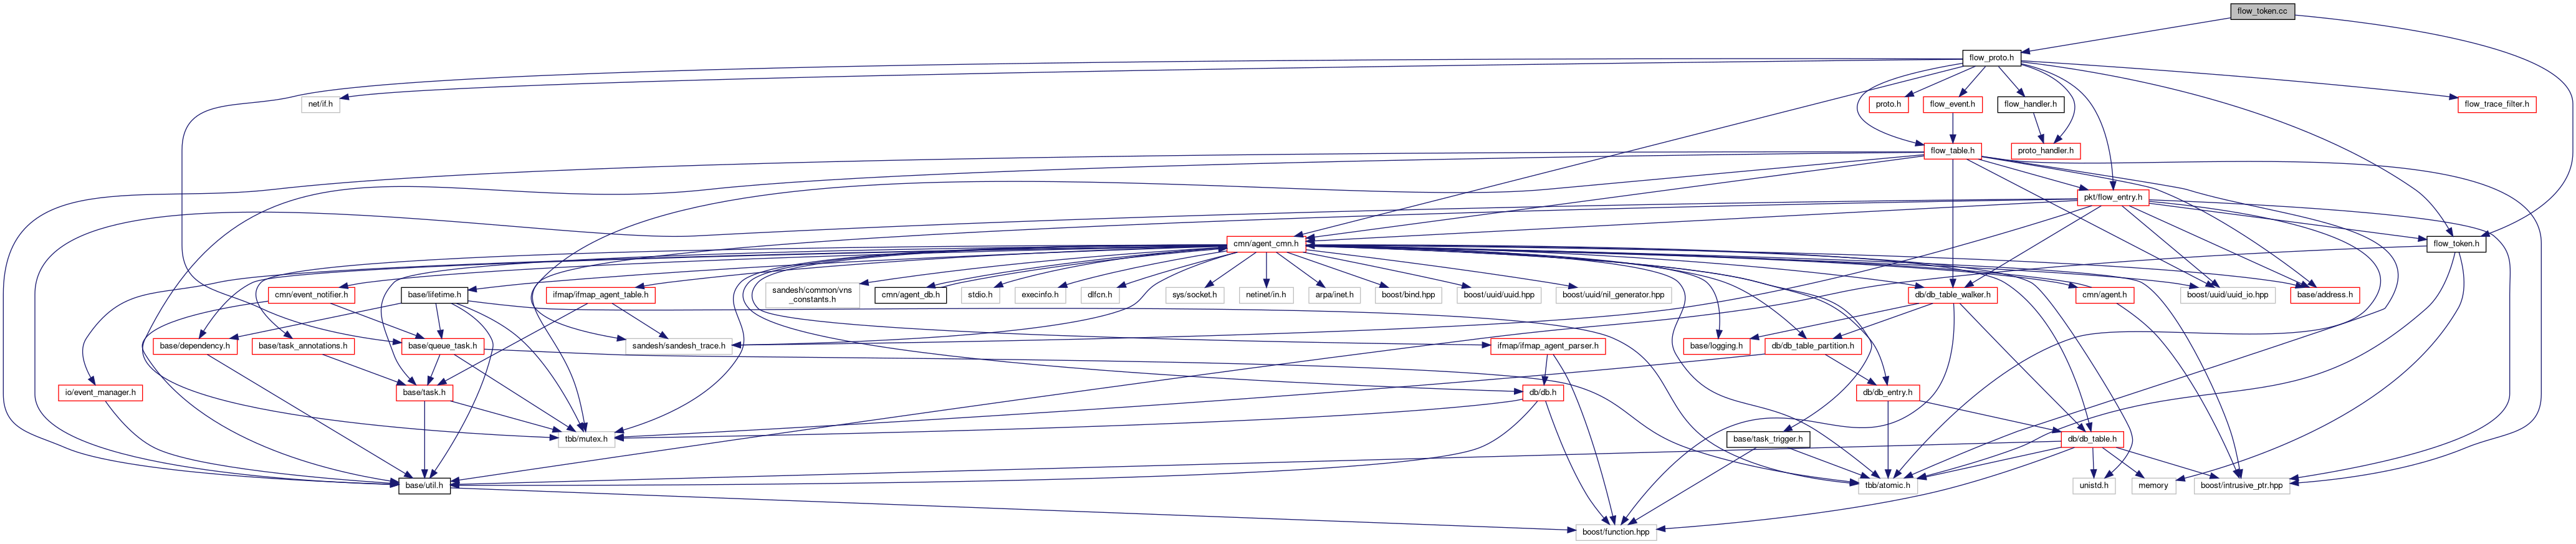 flow_token.cc
flow_proto.h
net/if.h
proto.h
flow_event.h
flow_handler.h
flow_trace_filter.h
flow_table.h
proto_handler.h
pkt/flow_entry.h
cmn/agent_cmn.h
flow_token.h
cmn/event_notifier.h
base/lifetime.h
ifmap/ifmap_agent_table.h
sandesh/common/vns
_constants.h
cmn/agent_db.h
stdio.h
execinfo.h
dlfcn.h
sys/socket.h
netinet/in.h
arpa/inet.h
boost/bind.hpp
boost/uuid/uuid.hpp
boost/uuid/nil_generator.hpp
db/db_table_walker.h
cmn/agent.h
boost/uuid/uuid_io.hpp
base/address.h
base/dependency.h
base/task_annotations.h
base/queue_task.h
sandesh/sandesh_trace.h
ifmap/ifmap_agent_parser.h
base/logging.h
db/db_table_partition.h
io/event_manager.h
base/task.h
db/db.h
db/db_entry.h
tbb/mutex.h
base/task_trigger.h
db/db_table.h
base/util.h
tbb/atomic.h
unistd.h
memory
boost/intrusive_ptr.hpp
boost/function.hpp